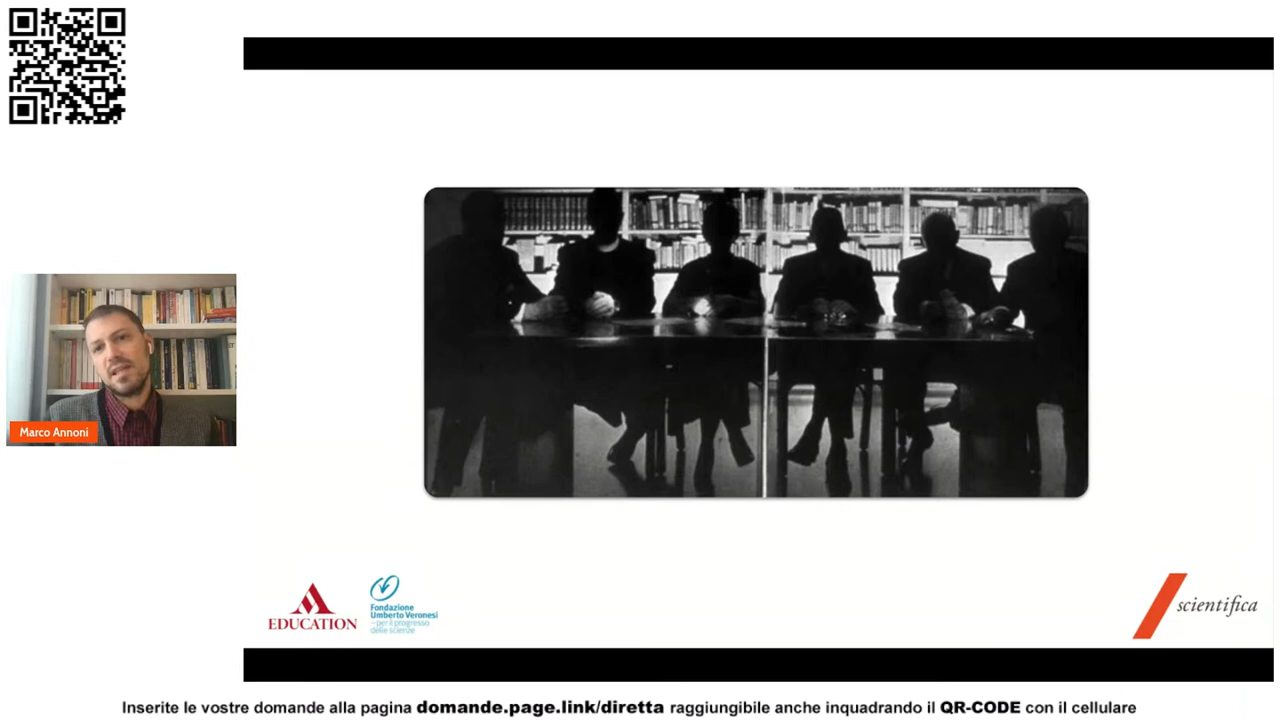 Marco Annoni
EDUCATION
Fondazione
Umberto Veronesi
–per il progresso
delle scienze
scientifica
Inserite le vostre domande alla pagina domande.page.link/diretta raggiungibile anche inquadrando il QR-CODE con il cellulare